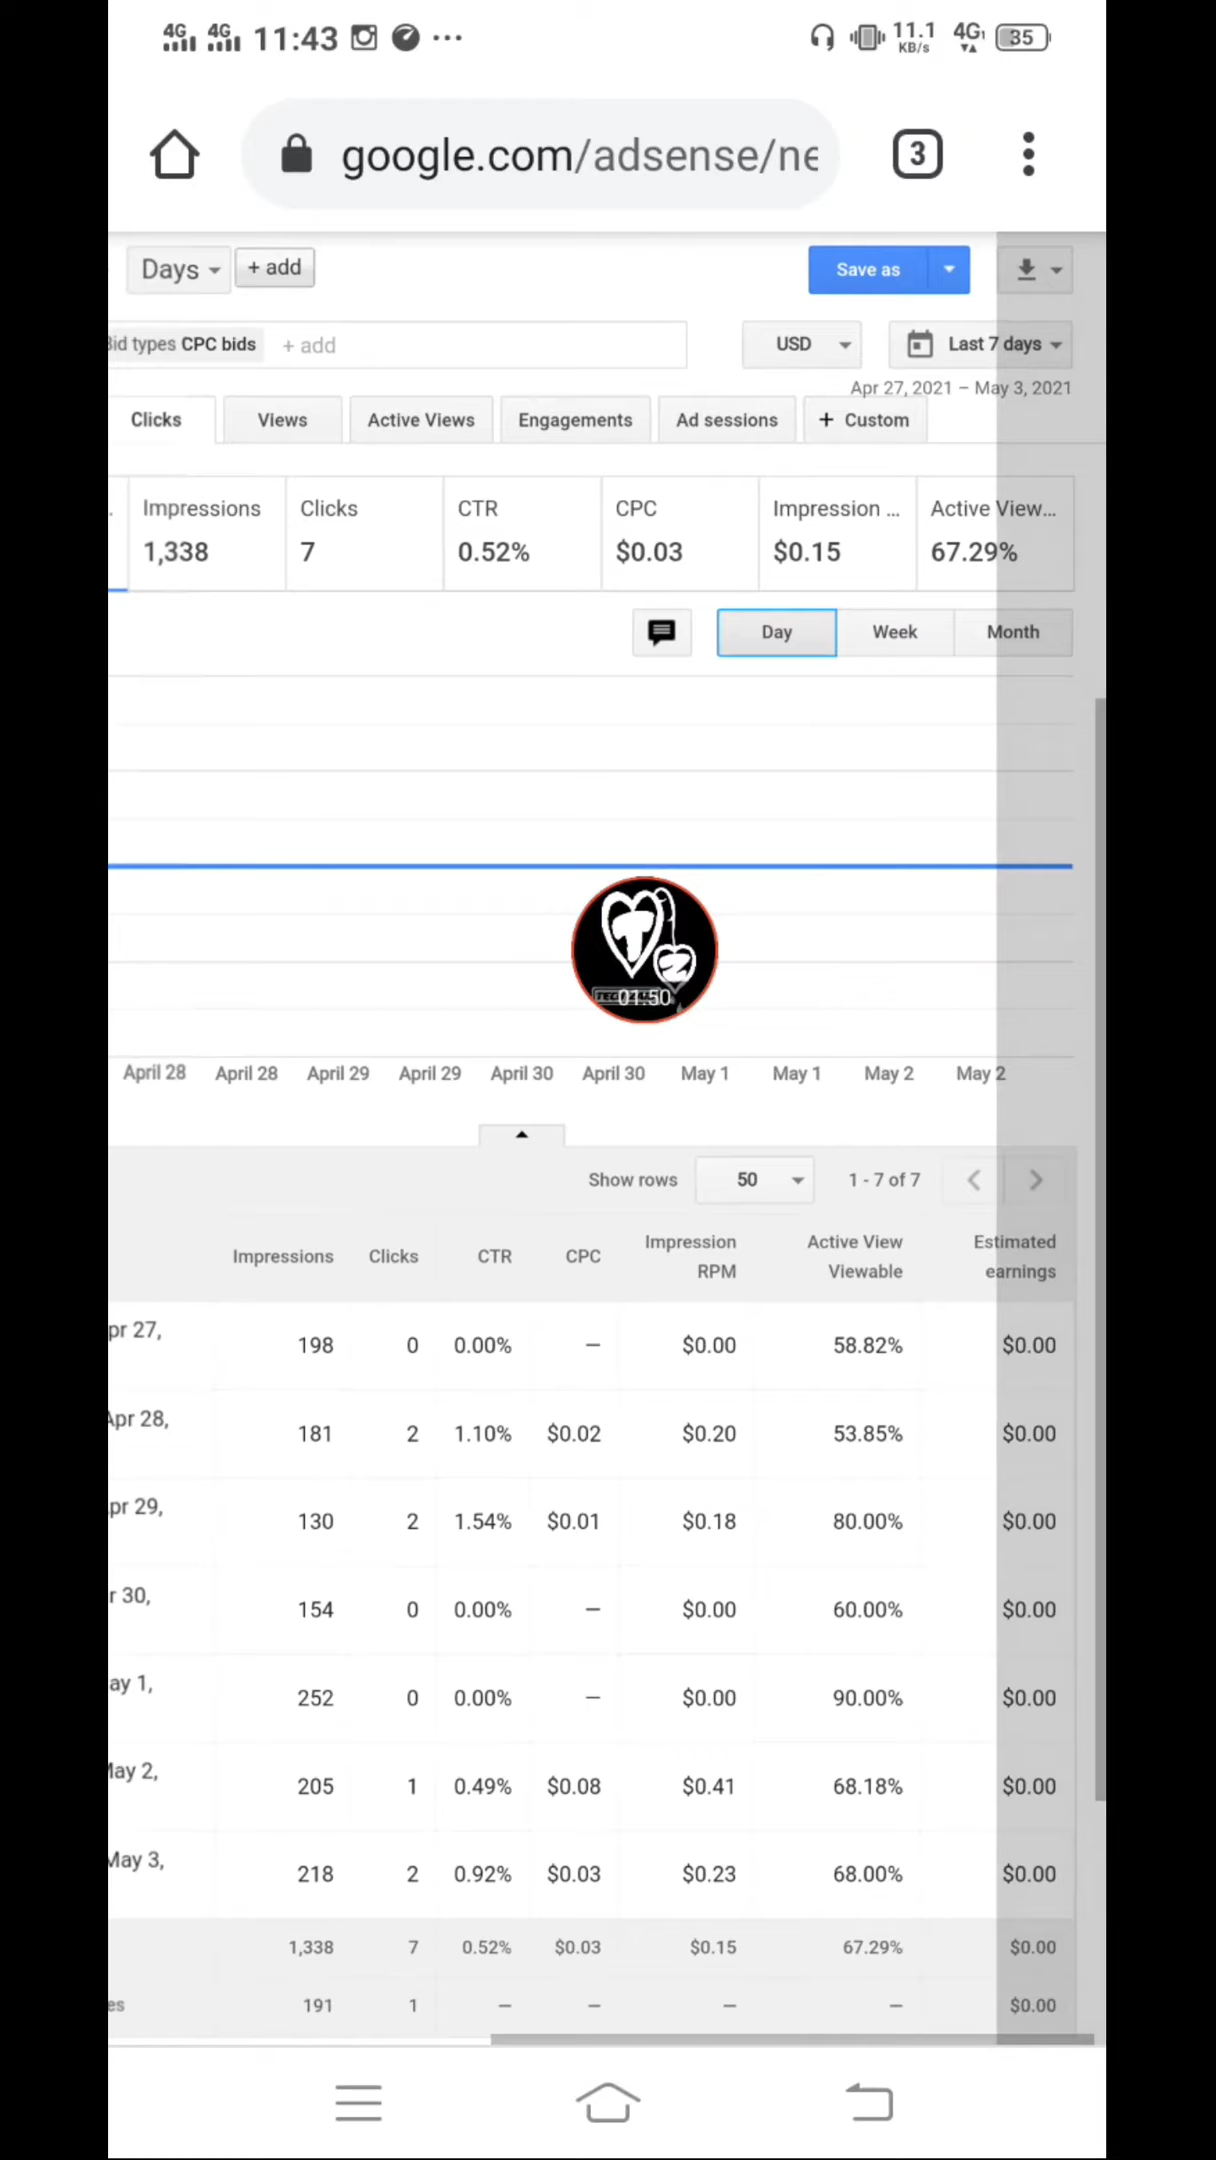 4G 4G 11:43 ... 11.1 KB/s 4G 35
google.com/adsense/ne 3
Days + add Save as
id types CPC bids + add USD Last 7 days
Apr 27, 2021 – May 3, 2021
Clicks Views Active Views Engagements Ad sessions + Custom
. Impressions Clicks CTR CPC Impression ... Active View...
1,338 7 0.52% $0.03 $0.15 67.29%
Day Week Month
T
Z
01:50
April 28 April 28 April 29 April 29 April 30 April 30 May 1 May 1 May 2 May 2
Show rows 50 1 - 7 of 7
Impressions Clicks CTR CPC Impression RPM Active View Viewable Estimated earnings
pr 27, 198 0 0.00% – $0.00 58.82% $0.00
Apr 28, 181 2 1.10% $0.02 $0.20 53.85% $0.00
pr 29, 130 2 1.54% $0.01 $0.18 80.00% $0.00
r 30, 154 0 0.00% – $0.00 60.00% $0.00
ay 1, 252 0 0.00% – $0.00 90.00% $0.00
May 2, 205 1 0.49% $0.08 $0.41 68.18% $0.00
May 3, 218 2 0.92% $0.03 $0.23 68.00% $0.00
1,338 7 0.52% $0.03 $0.15 67.29% $0.00
es 191 1 – – – – $0.00